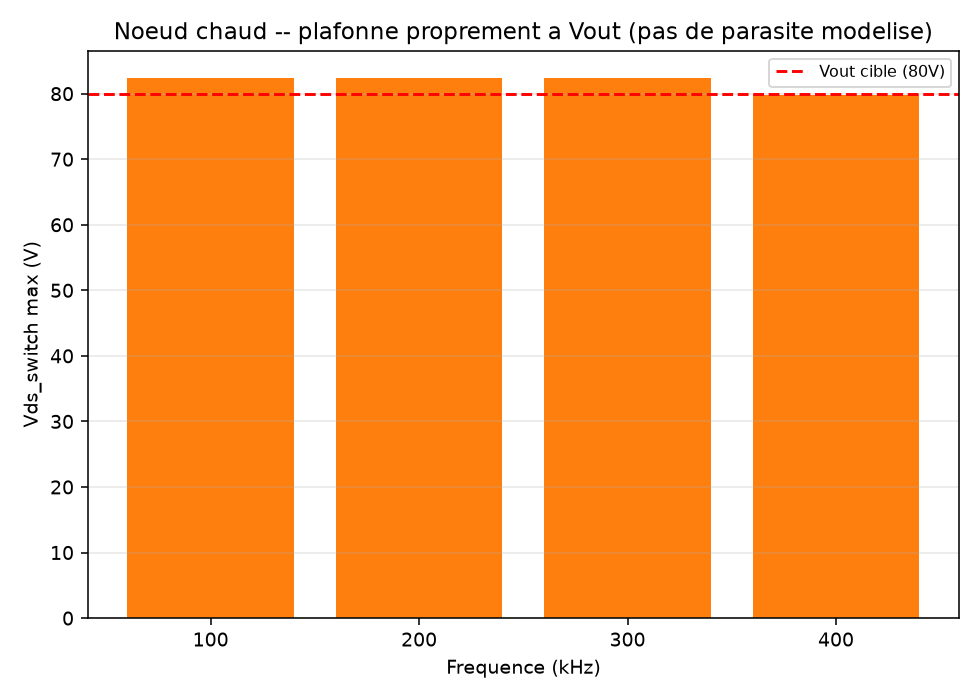 Noeud chaud -- plafonne proprement a Vout (pas de parasite modelise)
Vout cible (80V)
Vds_switch max (V)
80
70
60
50
40
30
20
10
0
100 200 300 400
Frequence (kHz)